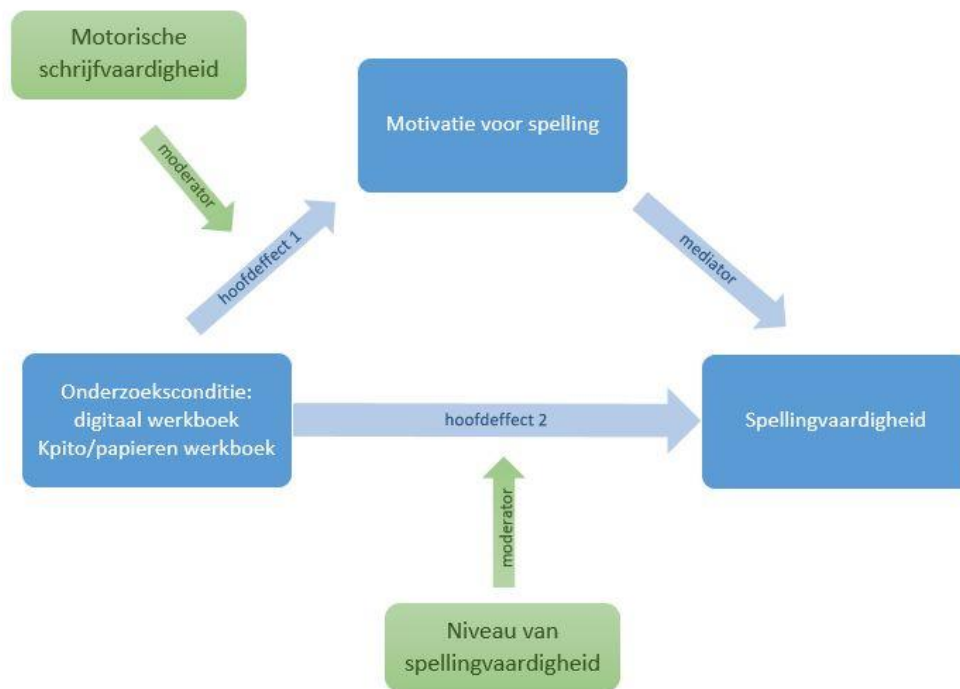 Motorische
schrijfvaardigheid
Motivatie voor spelling
moderator
hoofdeffect 1
mediator
Onderzoeksconditie:
digitaal werkboek
Kpito/papieren werkboek
hoofdeffect 2
Spellingvaardigheid
moderator
Niveau van
spellingvaardigheid